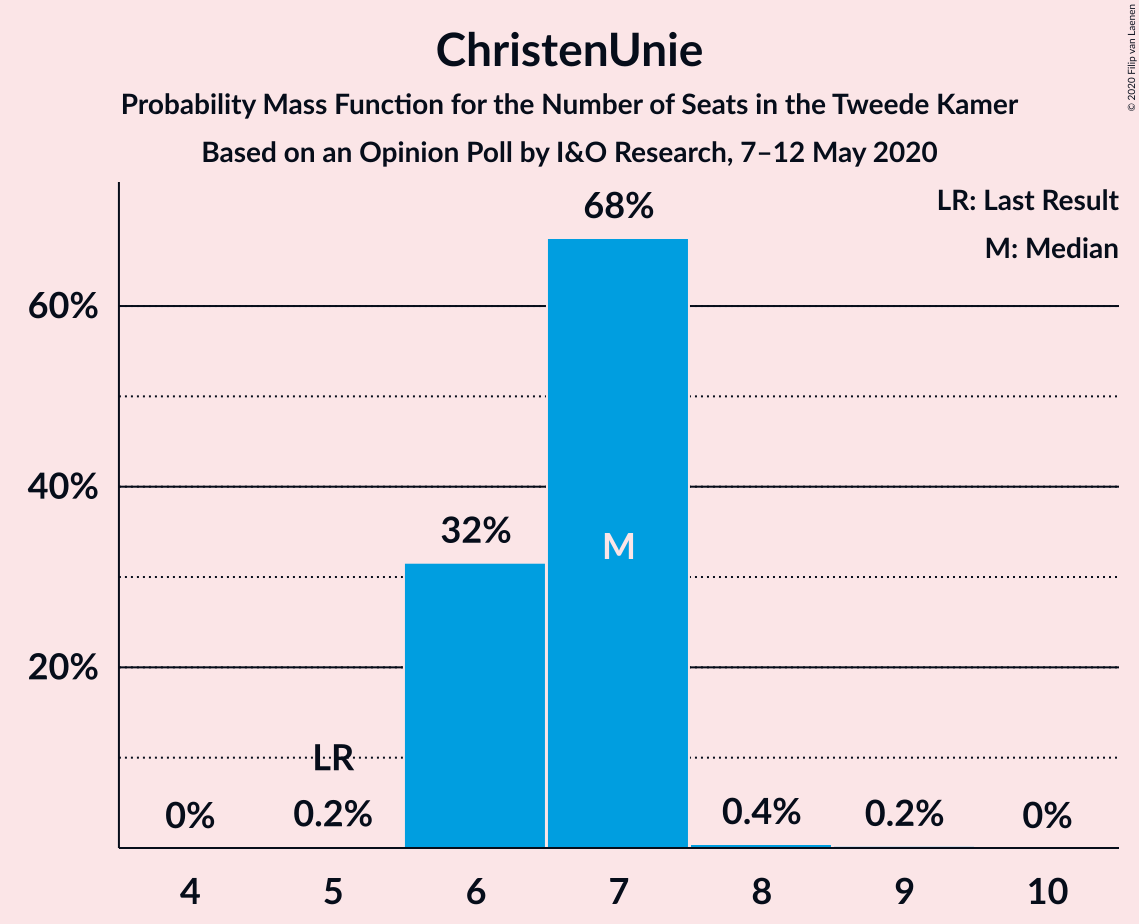 ChristenUnie
Probability Mass Function for the Number of Seats in the Tweede Kamer
Based on an Opinion Poll by I&O Research, 7–12 May 2020
© 2020 Filip van Laenen
LR: Last Result
M: Median
68%
60%
40%
32%
M
20%
LR
0%
0.2%
0.4%
0.2%
0%
4
5
6
7
8
9
10